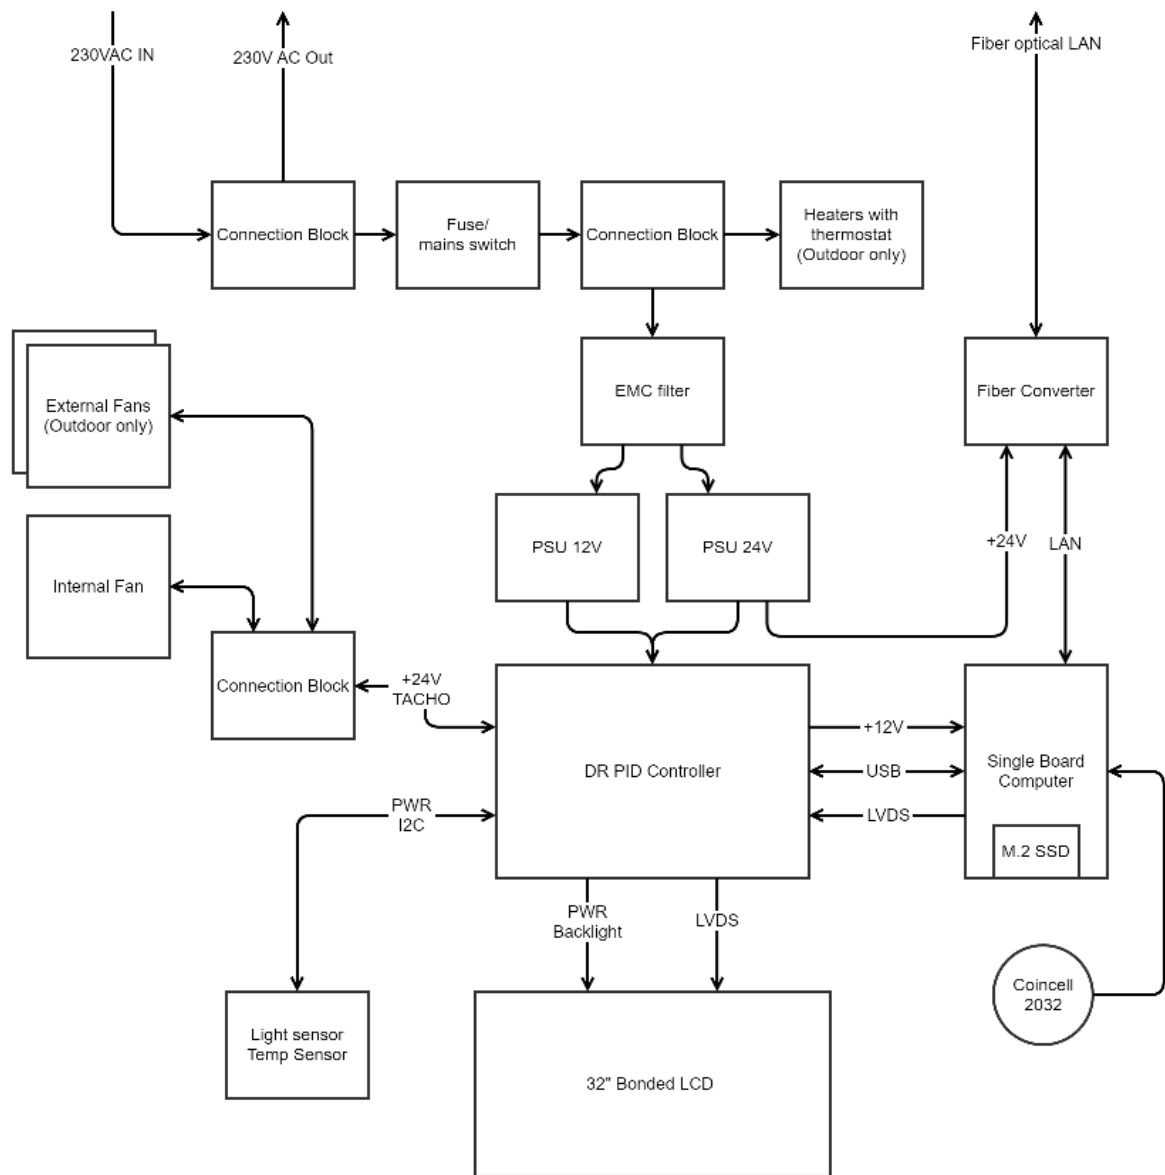 230VAC IN
230V AC Out
Fiber optical LAN
Connection Block
Fuse/
mains switch
Connection Block
Heaters with
thermostat
(Outdoor only)
External Fans
(Outdoor only)
EMC filter
Fiber Converter
PSU 12V
PSU 24V
+24V
LAN
Internal Fan
Connection Block
+24V
TACHO
DR PID Controller
+12V
USB
LVDS
Single Board
Computer
M.2 SSD
PWR
I2C
PWR
Backlight
LVDS
Coincell
2032
Light sensor
Temp Sensor
32" Bonded LCD